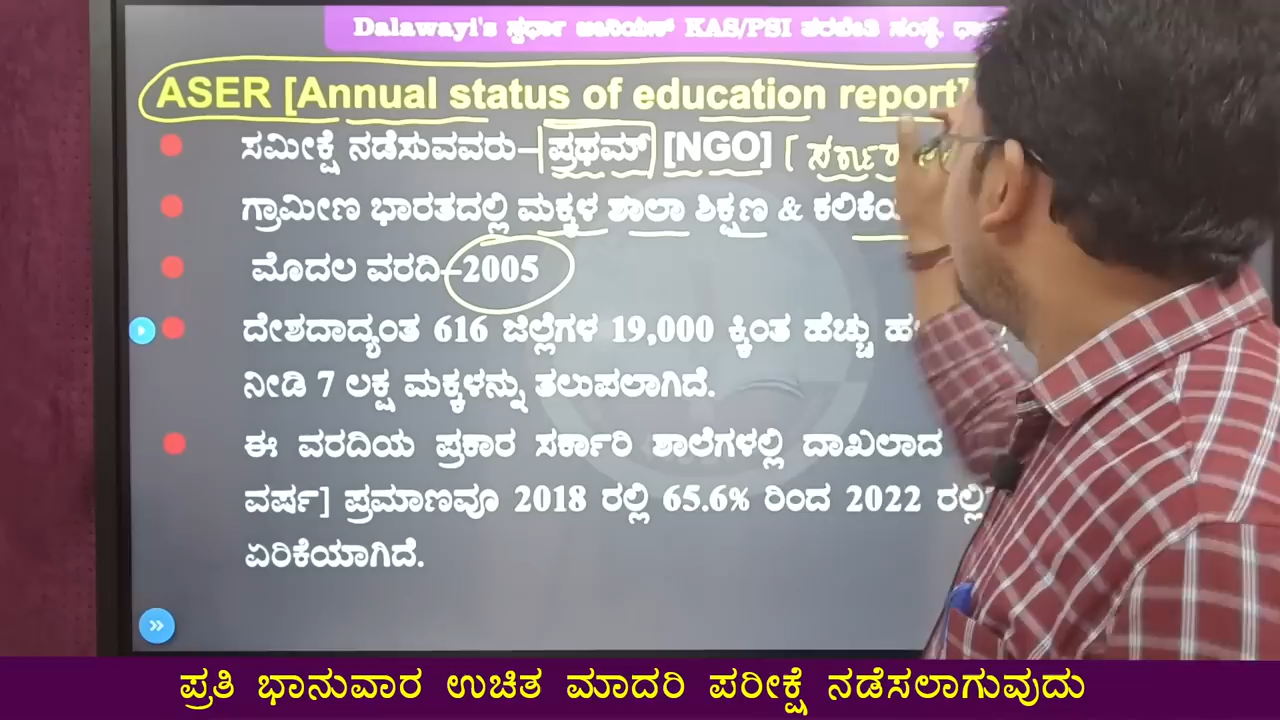 Dalawayi's ಸ್ಪರ್ಧಾ ಜೀನಿಯಸ್ KAS/PSI ತರಬೇತಿ ಸಂಸ್ಥೆ,
ASER [Annual status of education report]
ಸಮೀಕ್ಷೆ ನಡೆಸುವವರು–ಪ್ರಥಮ್ [NGO] [
ಗ್ರಾಮೀಣ ಭಾರತದಲ್ಲಿ ಮಕ್ಕಳ ಶಾಲಾ ಶಿಕ್ಷಣ &
ಮೊದಲ ವರದಿ–2005
ದೇಶದಾದ್ಯಂತ 616 ಜಿಲ್ಲೆಗಳ 19,000 ಕ್ಕಿಂತ ಹೆಚ್ಚು
ನೀಡಿ 7 ಲಕ್ಷ ಮಕ್ಕಳನ್ನು ತಲುಪಲಾಗಿದೆ.
ಈ ವರದಿಯ ಪ್ರಕಾರ ಸರ್ಕಾರಿ ಶಾಲೆಗಳಲ್ಲಿ ದಾಖಲಾದ
ವರ್ಷ] ಪ್ರಮಾಣವೂ 2018 ರಲ್ಲಿ 65.6% ರಿಂದ 2022 ರಲ್ಲಿ
ಏರಿಕೆಯಾಗಿದೆ.
ಪ್ರತಿ ಭಾನುವಾರ ಉಚಿತ ಮಾದರಿ ಪರೀಕ್ಷೆ ನಡೆಸಲಾಗುವುದು